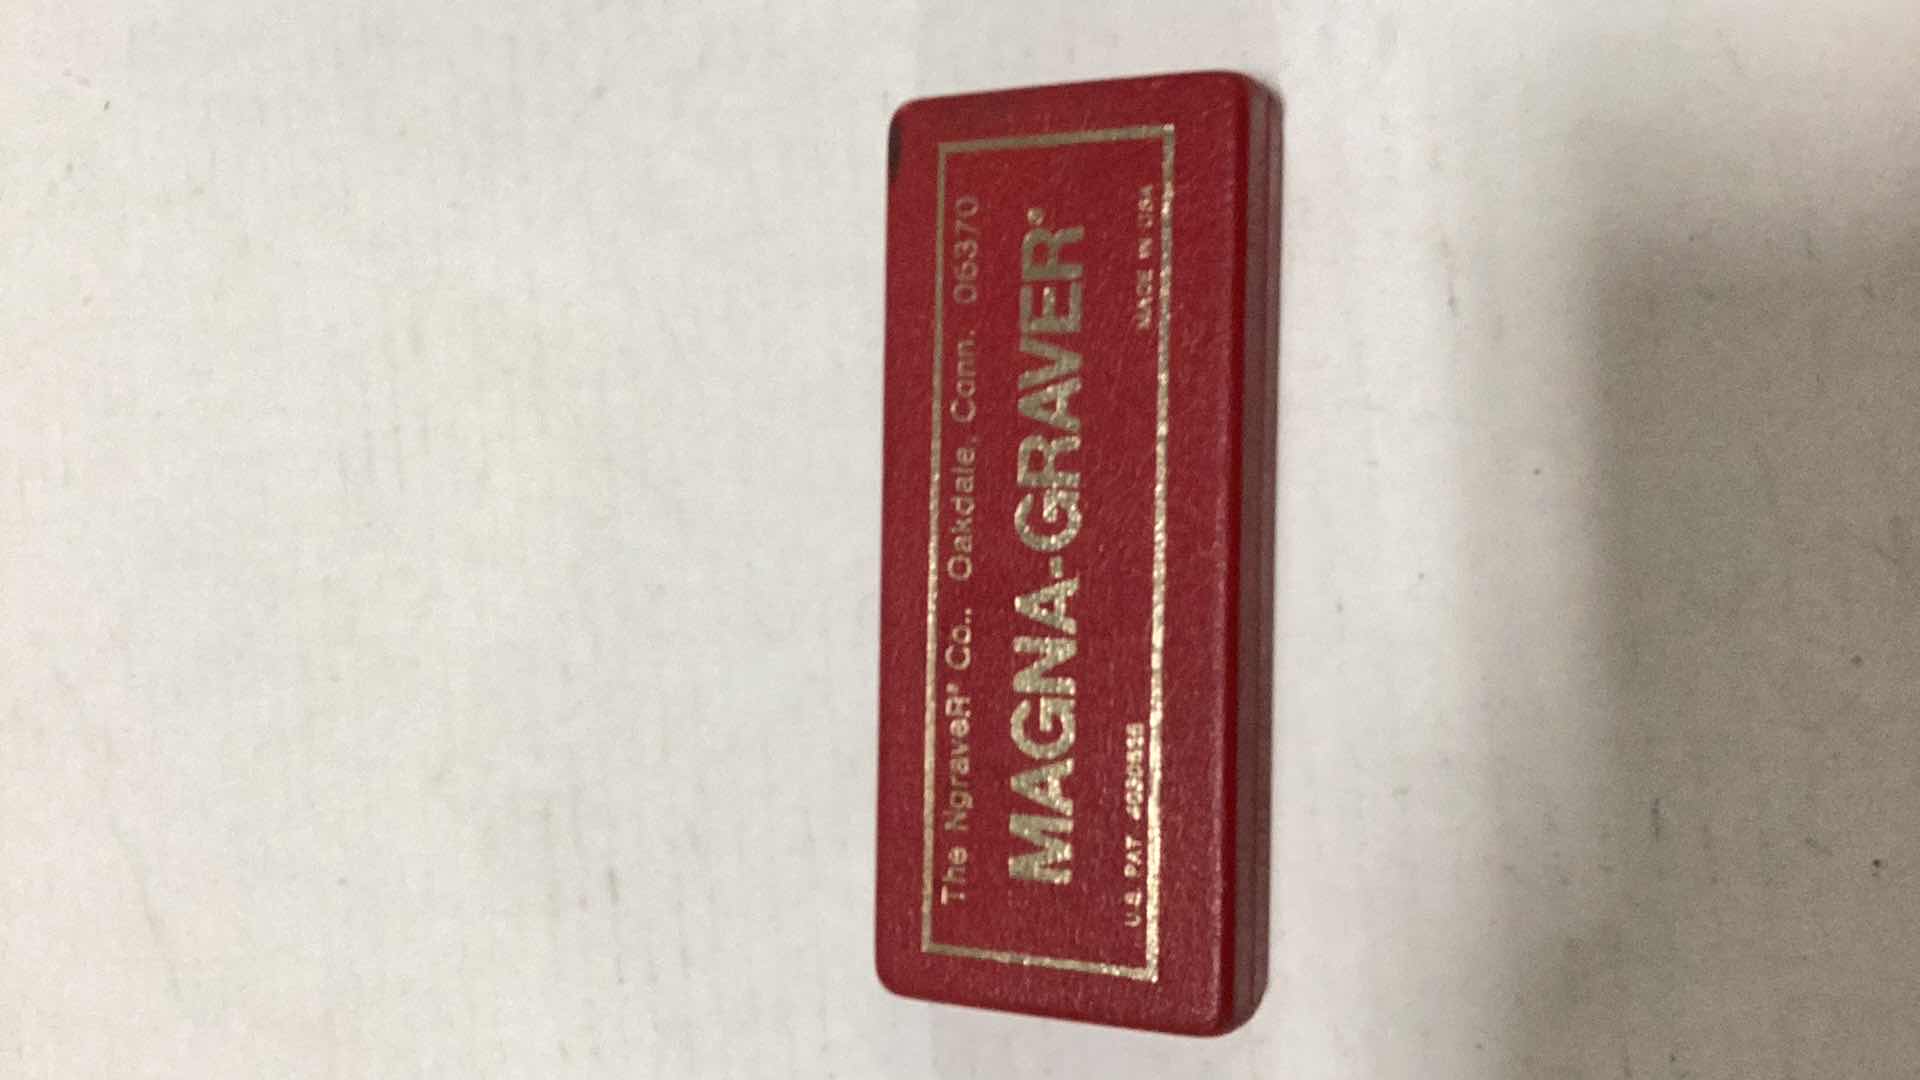 The NgraveR® Co., Oakdale, Conn. 06370
MAGNA-GRAVER®
U.S. PAT MADE IN USA